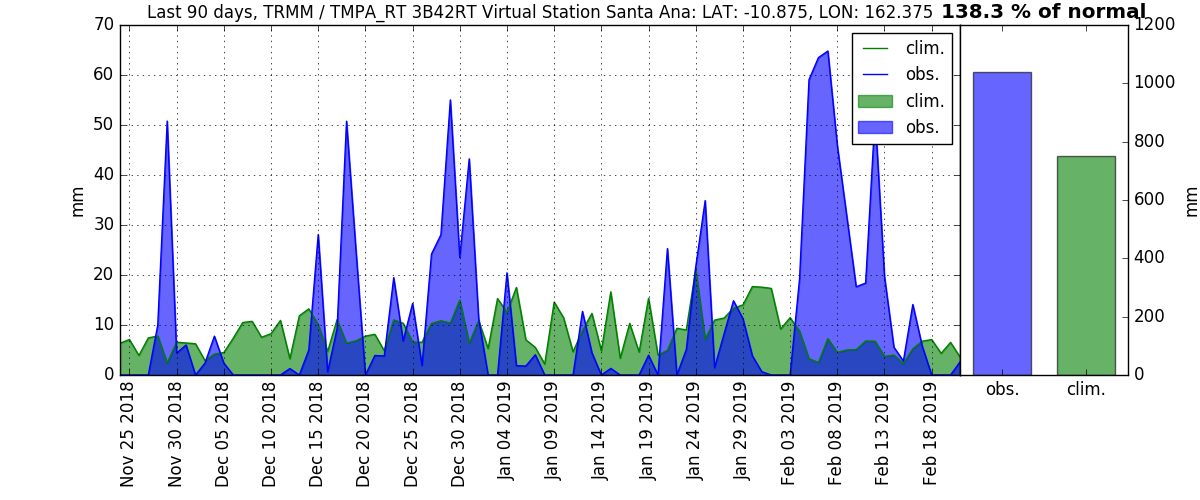 Last 90 days, TRMM / TMPA_RT 3B42RT Virtual Station Santa Ana: LAT: -10.875, LON: 162.375 138.3 % of normal
70
60
50
40
30
20
10
0
mm
clim.
obs.
clim.
obs.
1200
1000
800
600
400
200
0
mm
obs.
clim.
Nov 25 2018
Nov 30 2018
Dec 05 2018
Dec 10 2018
Dec 15 2018
Dec 20 2018
Dec 25 2018
Dec 30 2018
Jan 04 2019
Jan 09 2019
Jan 14 2019
Jan 19 2019
Jan 24 2019
Jan 29 2019
Feb 03 2019
Feb 08 2019
Feb 13 2019
Feb 18 2019